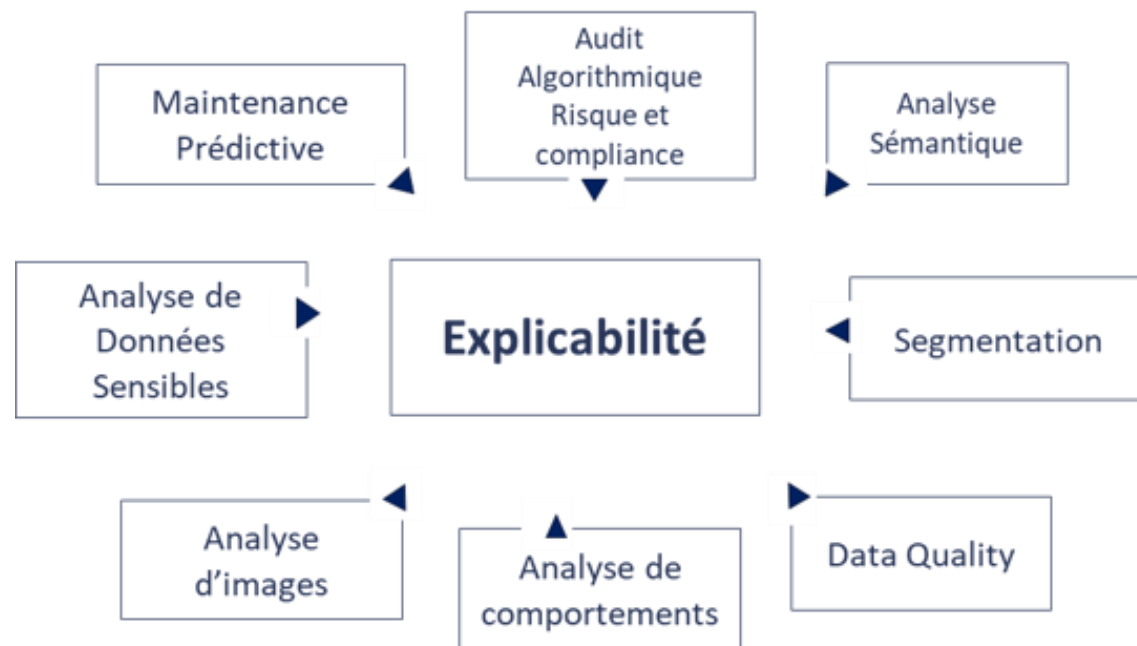 Maintenance
Prédictive
Audit
Algorithmique
Risque et
compliance
Analyse
Sémantique
Analyse de
Données
Sensibles
Explicabilité
Segmentation
Analyse
d’images
Analyse de
comportements
Data Quality